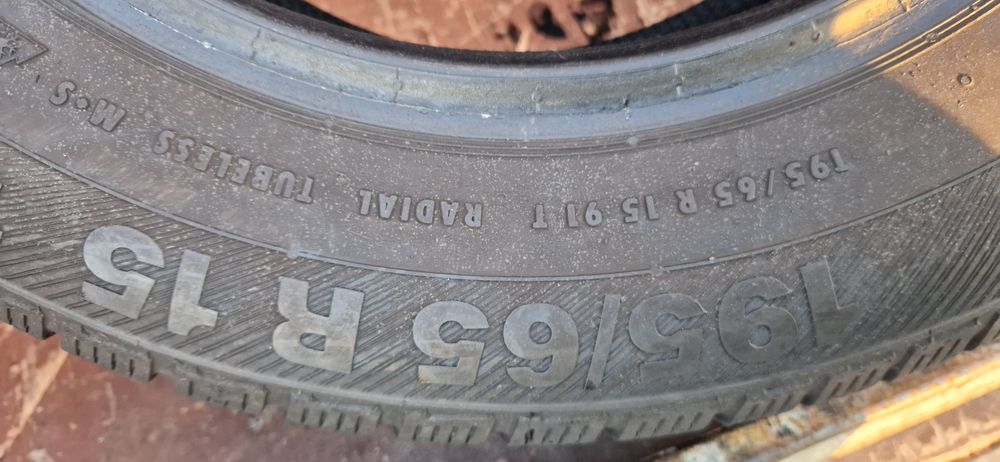 195/65 R 15 91 T RADIAL TUBELESS M•S
195/65 R 15